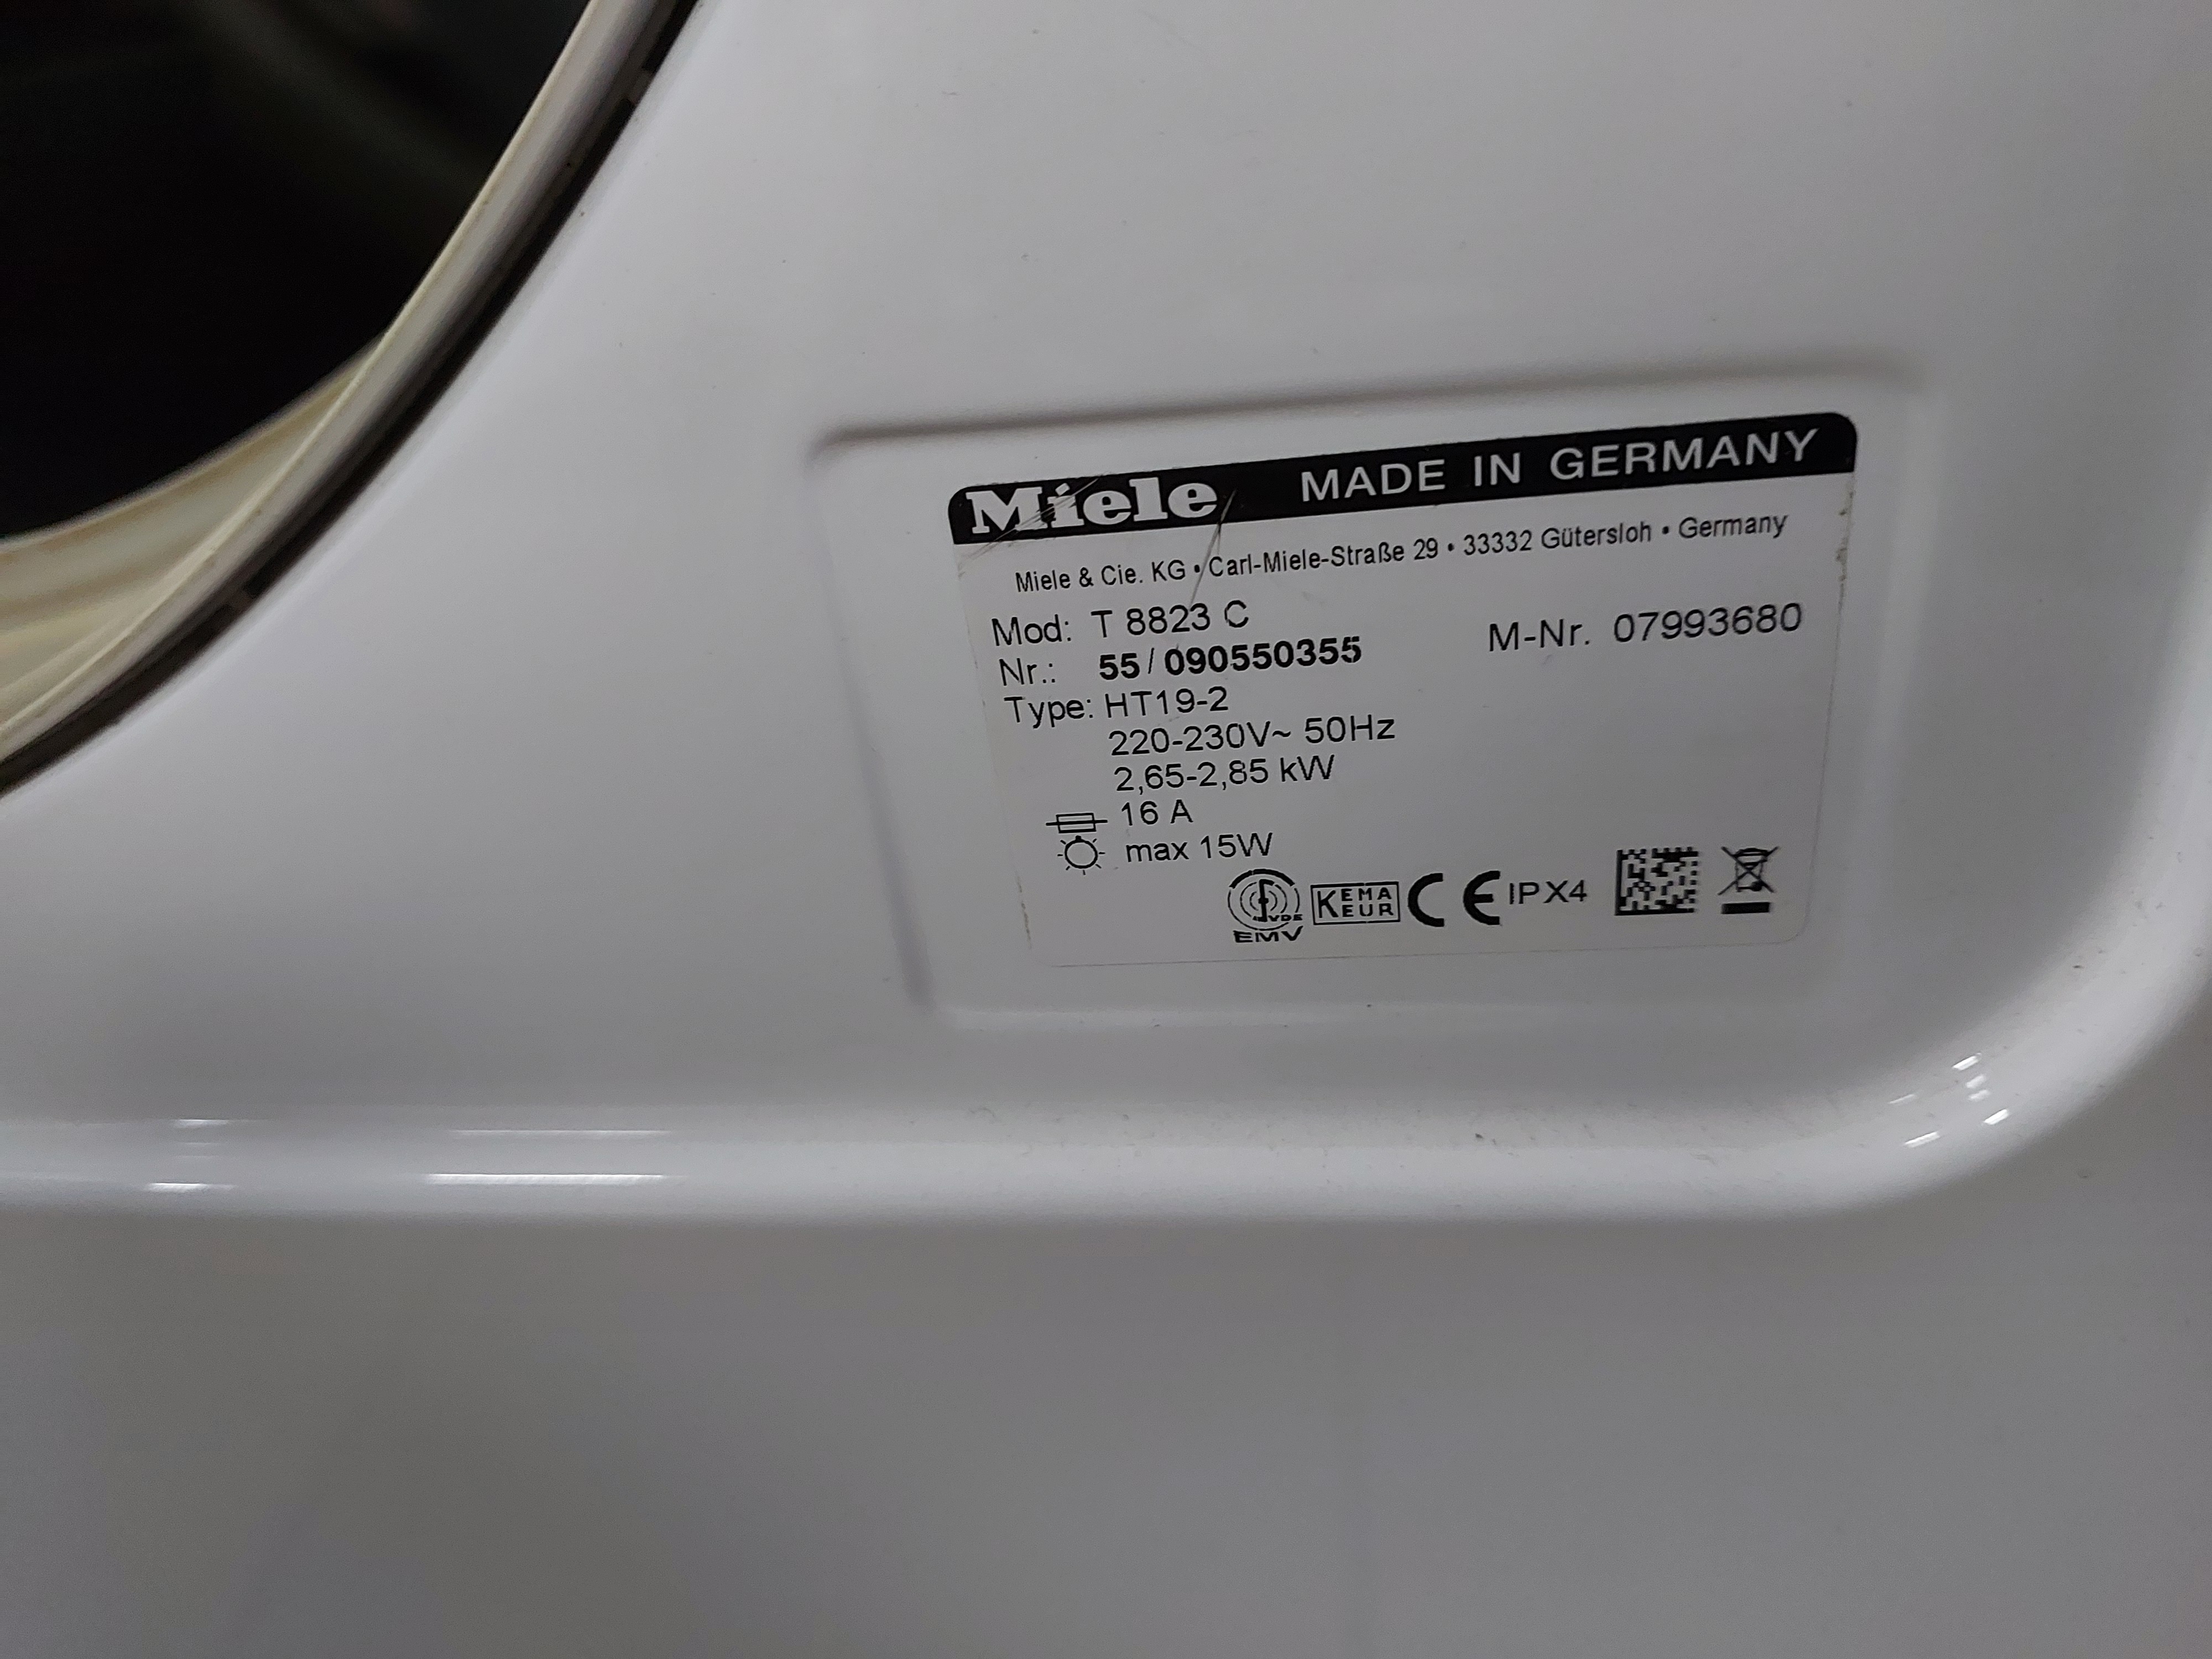 Miele MADE IN GERMANY
Miele & Cie. KG • Carl-Miele-Straße 29 • 33332 Gütersloh • Germany
Mod: T 8823 C
Nr.: 55 / 090550355 M-Nr. 07993680
Type: HT19-2
220-230V~ 50Hz
2,65-2,85 kW
16 A
max 15W
VDE
EMV
KEMA
KEUR
CE IPX4